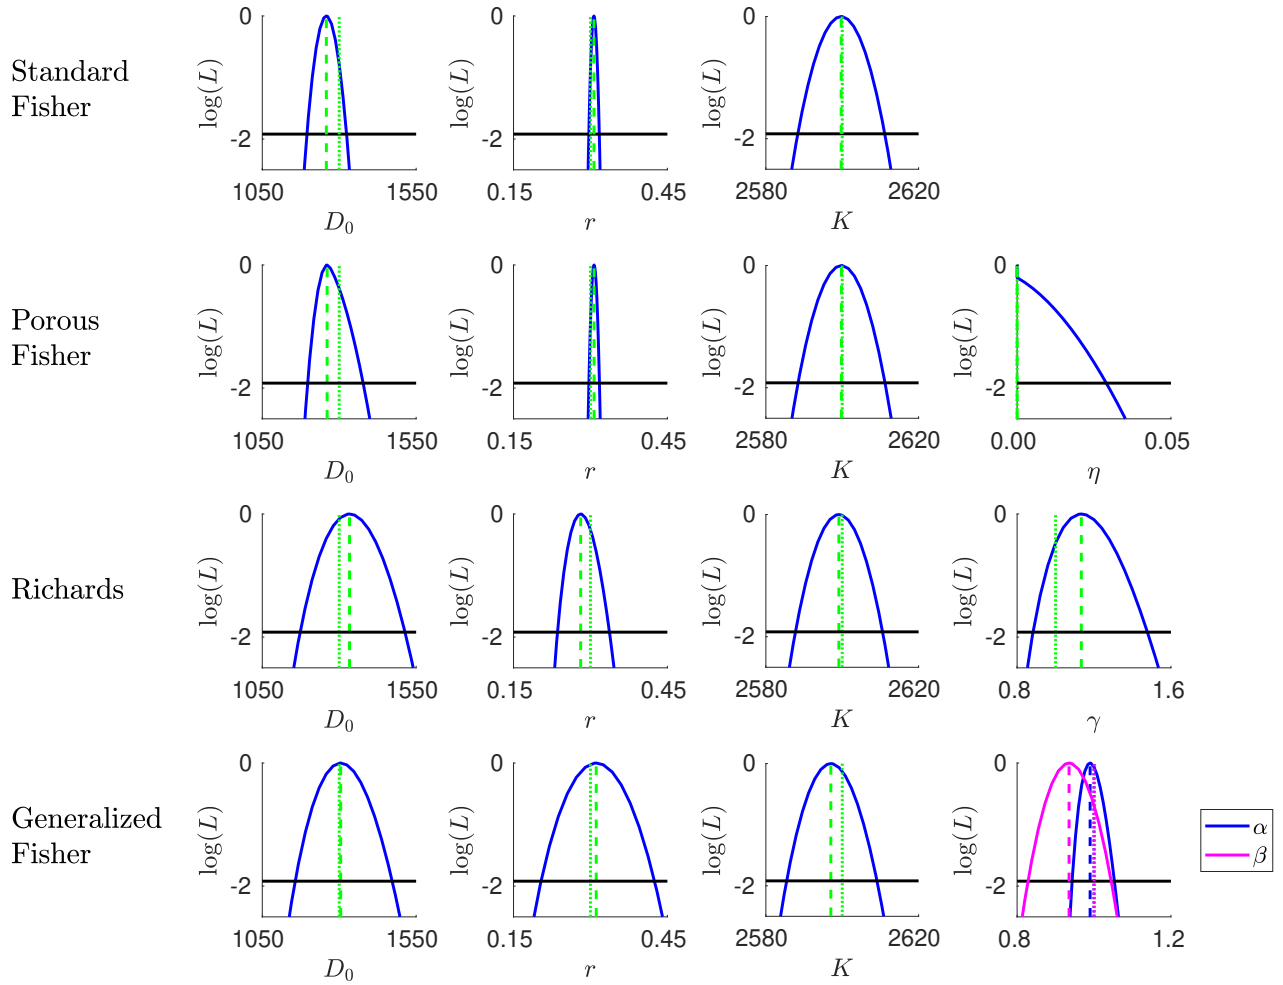 Standard
Fisher
0
-2
log(L)
1050 1550
D0
0
-2
log(L)
0.15 0.45
r
0
-2
log(L)
2580 2620
K
Porous
Fisher
0
-2
log(L)
1050 1550
D0
0
-2
log(L)
0.15 0.45
r
0
-2
log(L)
2580 2620
K
0
-2
log(L)
0.00 0.05
η
Richards
0
-2
log(L)
1050 1550
D0
0
-2
log(L)
0.15 0.45
r
0
-2
log(L)
2580 2620
K
0
-2
log(L)
0.8 1.6
γ
Generalized
Fisher
0
-2
log(L)
1050 1550
D0
0
-2
log(L)
0.15 0.45
r
0
-2
log(L)
2580 2620
K
0
-2
log(L)
0.8 1.2
α
β